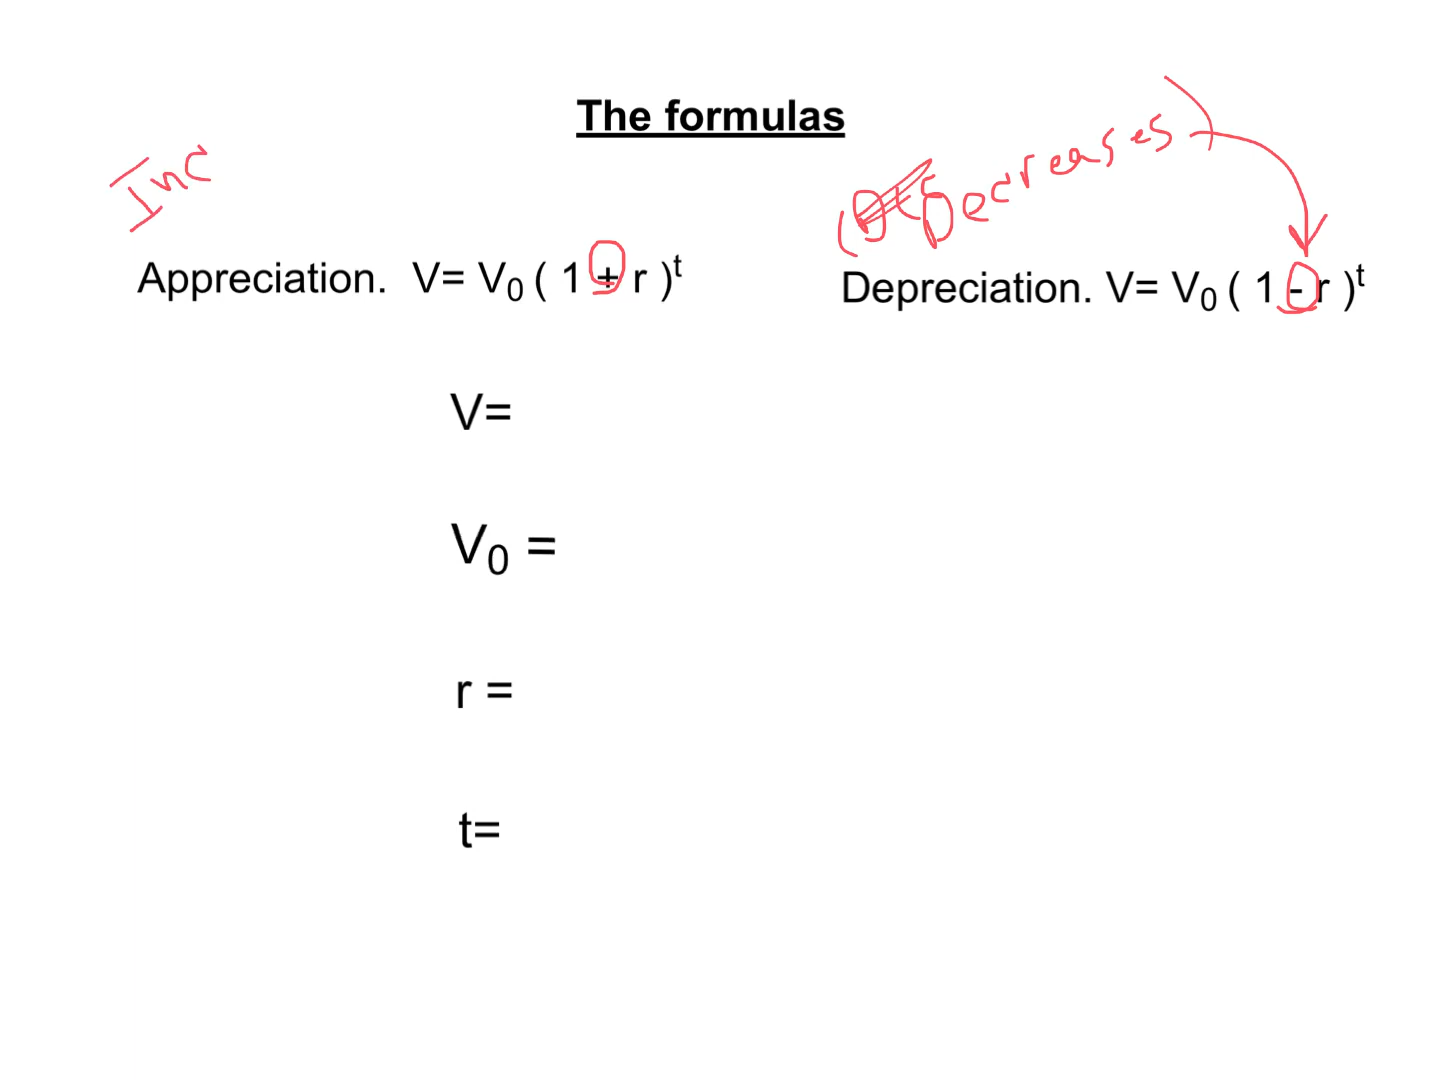 The formulas
Inc
(Decreases)
Appreciation. V= V₀ ( 1 + r )ᵗ
Depreciation. V= V₀ ( 1 - r )ᵗ
V=
V₀ =
r =
t=